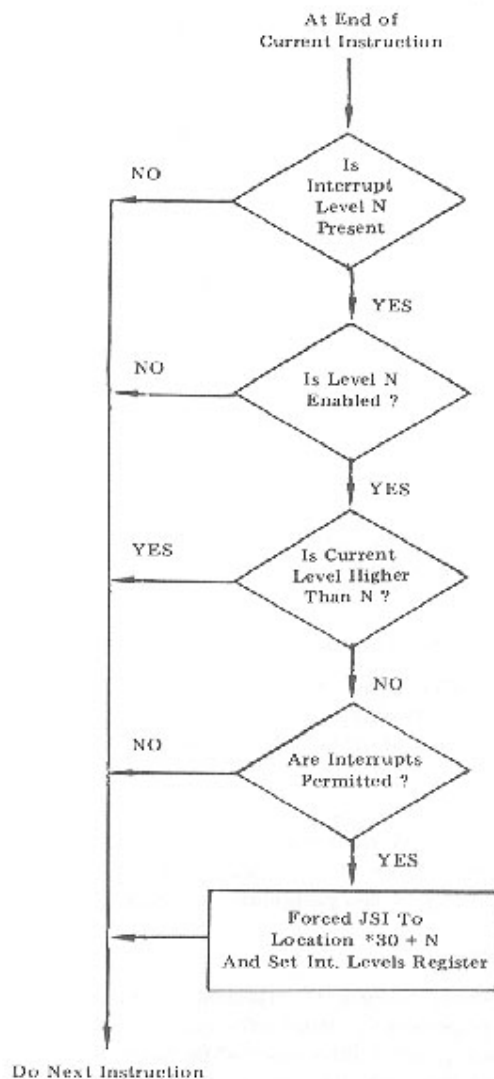 At End of
Current Instruction
NO
Is
Interrupt
Level N
Present
YES
NO
Is Level N
Enabled ?
YES
YES
Is Current
Level Higher
Than N ?
NO
NO
Are Interrupts
Permitted ?
YES
Forced JSI To
Location *30 + N
And Set Int. Levels Register
Do Next Instruction